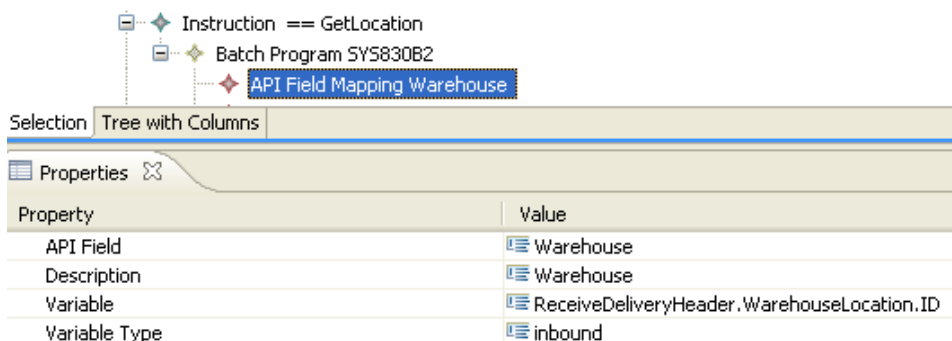 Instruction == GetLocation
Batch Program SYS830B2
API Field Mapping Warehouse
Selection Tree with Columns
Properties
Property Value
API Field Warehouse
Description Warehouse
Variable ReceiveDeliveryHeader.WarehouseLocation.ID
Variable Type inbound